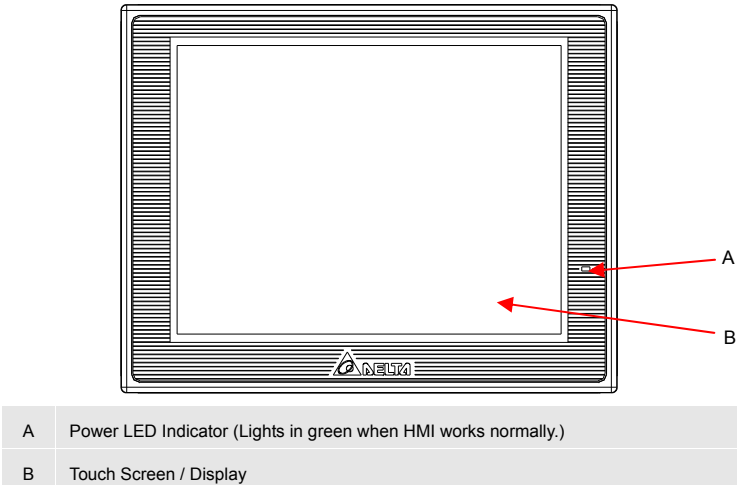 A
B
DELTA
A Power LED Indicator (Lights in green when HMI works normally.)
B Touch Screen / Display